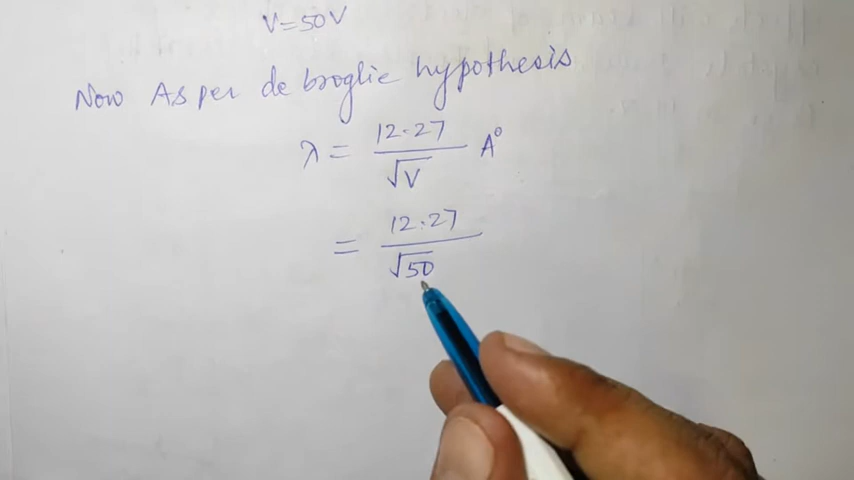 V=50V
Now As per de broglie hypothesis
λ = 12.27 / √V A°
= 12.27 / √50